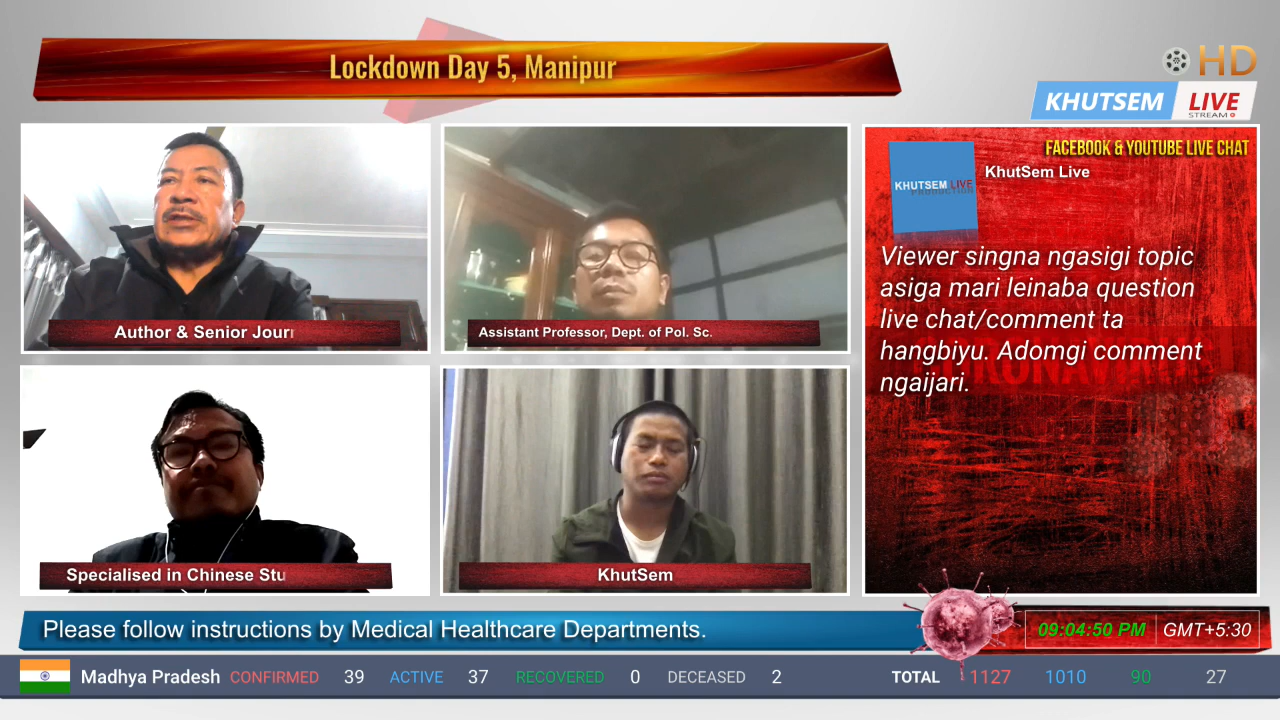 Lockdown Day 5, Manipur
HD
KHUTSEM LIVE
STREAM
FACEBOOK & YOUTUBE LIVE CHAT
KHUTSEM LIVE
PRODUCTION
KhutSem Live
Viewer singna ngasigi topic
asiga mari leinaba question
live chat/comment ta
hangbiyu. Adomgi comment
ngaijari.
Author & Senior Jour
Assistant Professor, Dept. of Pol. Sc.
Specialised in Chinese Stu
KhutSem
Please follow instructions by Medical Healthcare Departments.
09:04:50 PM GMT+5:30
Madhya Pradesh CONFIRMED 39 ACTIVE 37 RECOVERED 0 DECEASED 2 TOTAL 1127 1010 90 27